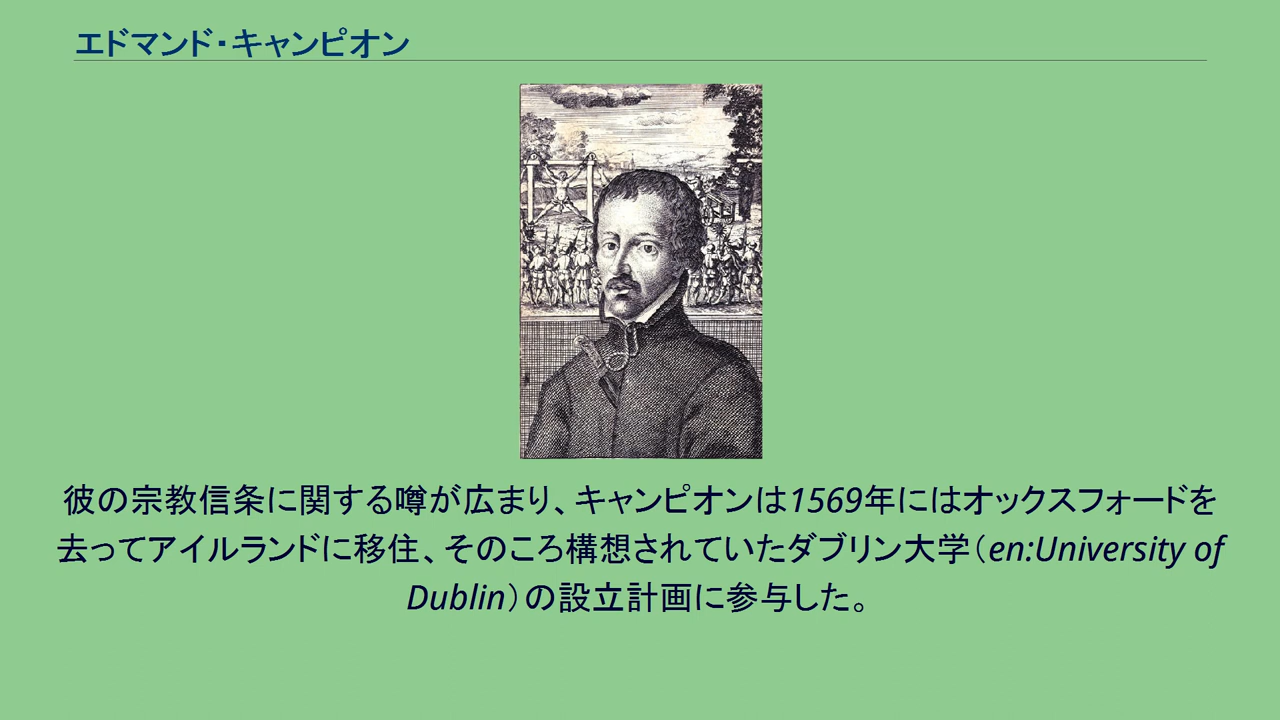 エドマンド・キャンピオン
彼の宗教信条に関する噂が広まり、キャンピオンは1569年にはオックスフォードを
去ってアイルランドに移住、そのころ構想されていたダブリン大学（en:University of
Dublin）の設立計画に参与した。